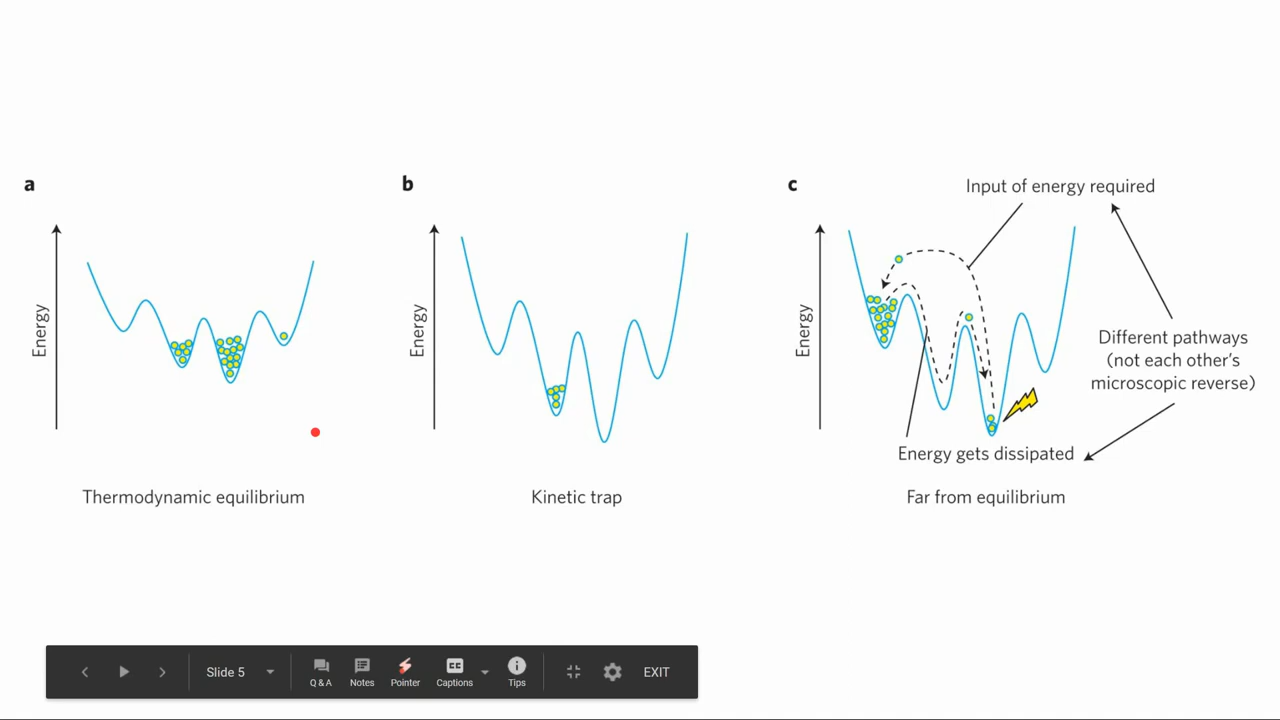 a
b
c
Input of energy required
Energy
Energy
Energy
Different pathways
(not each other's
microscopic reverse)
Energy gets dissipated
Thermodynamic equilibrium
Kinetic trap
Far from equilibrium
Slide 5
Q & A
Notes
Pointer
CC
Captions
Tips
EXIT